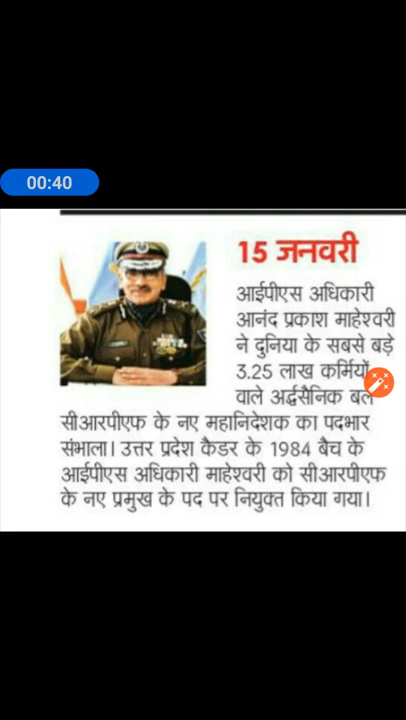 00:40
15 जनवरी
आईपीएस अधिकारी
आनंद प्रकाश माहेश्वरी
ने दुनिया के सबसे बड़े
3.25 लाख कर्मियों
वाले अर्द्धसैनिक बल
सीआरपीएफ के नए महानिदेशक का पदभार
संभाला। उत्तर प्रदेश कैडर के 1984 बैच के
आईपीएस अधिकारी माहेश्वरी को सीआरपीएफ
के नए प्रमुख के पद पर नियुक्त किया गया।